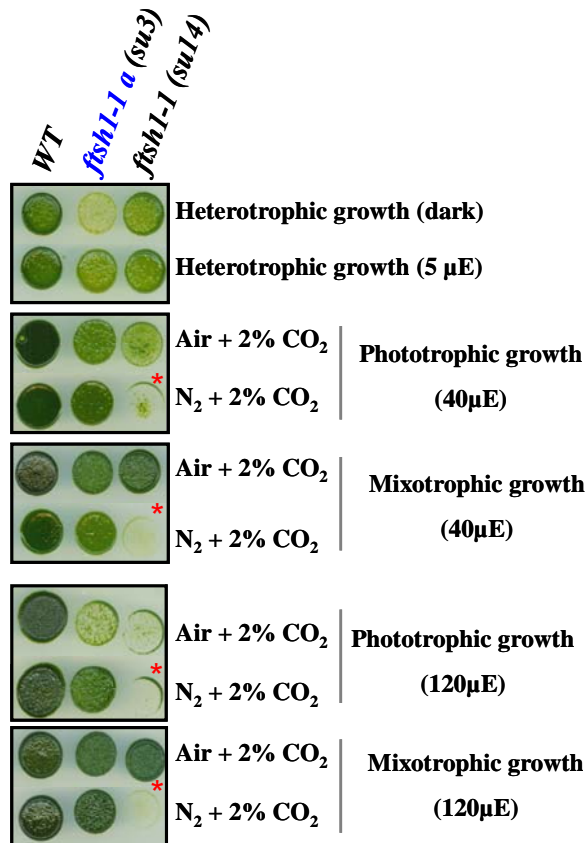 WT
ftsh1-1 a (su3)
ftsh1-1 (su14)
Heterotrophic growth (dark)
Heterotrophic growth (5 µE)
Air + 2% CO₂
Phototrophic growth
*
N₂ + 2% CO₂
(40µE)
Air + 2% CO₂
Mixotrophic growth
*
N₂ + 2% CO₂
(40µE)
Air + 2% CO₂
Phototrophic growth
*
N₂ + 2% CO₂
(120µE)
Air + 2% CO₂
Mixotrophic growth
*
N₂ + 2% CO₂
(120µE)